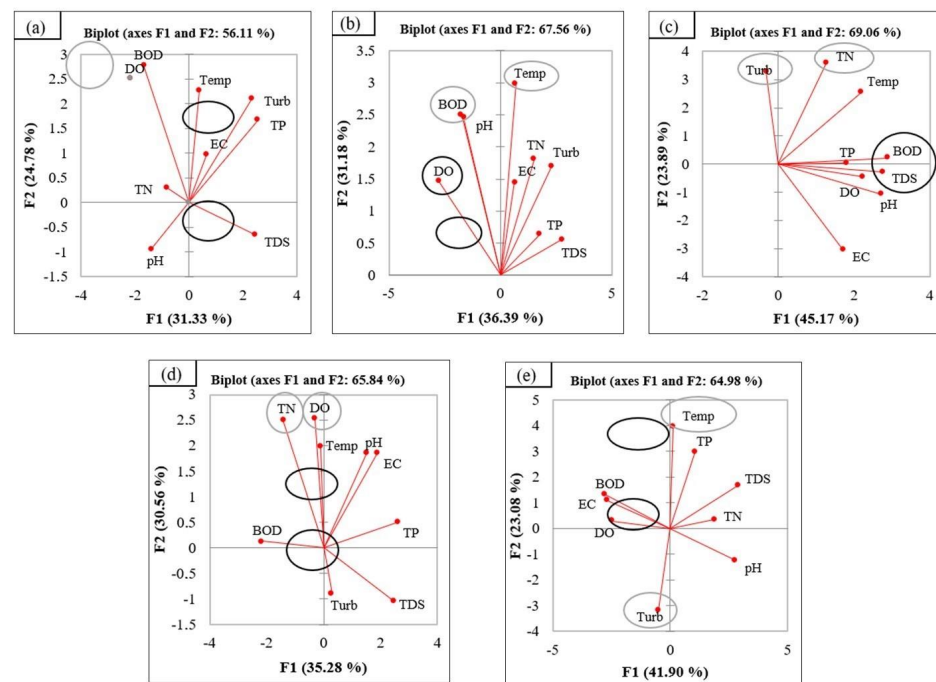 (a)
Biplot (axes F1 and F2: 56.11 %)
3
2.5
2
1.5
1
0.5
0
-0.5
-1
-1.5
-4
-2
0
2
4
F2 (24.78 %)
F1 (31.33 %)
BOD
DO
Temp
Turb
TP
EC
TN
TDS
pH
(b)
Biplot (axes F1 and F2: 67.56 %)
3.5
3
2.5
2
1.5
1
0.5
0
-5
0
5
F2 (31.18 %)
F1 (36.39 %)
Temp
BOD
pH
TN
Turb
DO
EC
TP
TDS
(c)
Biplot (axes F1 and F2: 69.06 %)
4
3
2
1
0
-1
-2
-3
-4
-2
0
2
4
F2 (23.89 %)
F1 (45.17 %)
Turb
TN
Temp
TP
BOD
TDS
DO
pH
EC
(d)
Biplot (axes F1 and F2: 65.84 %)
3
2.5
2
1.5
1
0.5
0
-0.5
-1
-1.5
-4
-2
0
2
4
F2 (30.56 %)
F1 (35.28 %)
TN
DO
Temp
pH
EC
TP
BOD
Turb
TDS
(e)
Biplot (axes F1 and F2: 64.98 %)
5
4
3
2
1
0
-1
-2
-3
-4
-5
0
5
F2 (23.08 %)
F1 (41.90 %)
Temp
TP
TDS
BOD
EC
TN
DO
pH
Turb